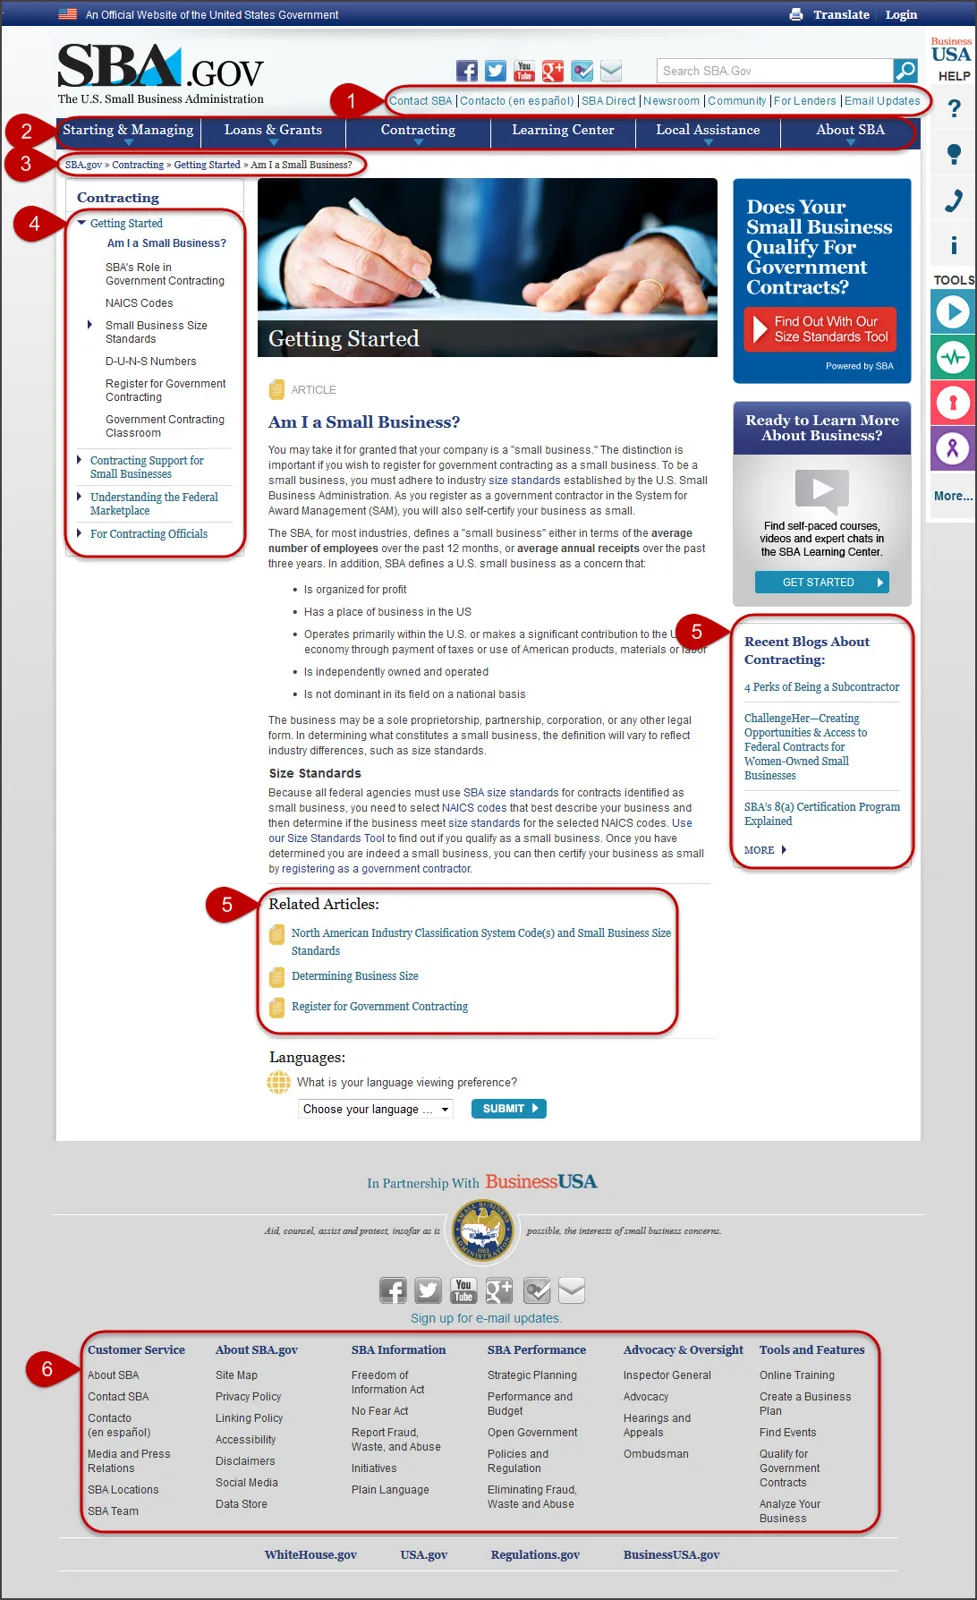 An Official Website of the United States Government
Translate
Login
SBA.GOV
The U.S. Small Business Administration
You Tube
Search SBA.Gov
Business
USA
HELP
1
Contact SBA | Contacto (en español) | SBA Direct | Newsroom | Community | For Lenders | Email Updates
2
Starting & Managing
Loans & Grants
Contracting
Learning Center
Local Assistance
About SBA
3
SBA.gov » Contracting » Getting Started » Am I a Small Business?
Contracting
4
Getting Started
Am I a Small Business?
SBA's Role in
Government Contracting
NAICS Codes
Small Business Size
Standards
D-U-N-S Numbers
Register for Government
Contracting
Government Contracting
Classroom
Contracting Support for
Small Businesses
Understanding the Federal
Marketplace
For Contracting Officials
Getting Started
ARTICLE
Am I a Small Business?
You may take it for granted that your company is a "small business." The distinction is
important if you wish to register for government contracting as a small business. To be a
small business, you must adhere to industry size standards established by the U.S. Small
Business Administration. As you register as a government contractor in the System for
Award Management (SAM), you will also self-certify your business as small.
The SBA, for most industries, defines a "small business" either in terms of the average
number of employees over the past 12 months, or average annual receipts over the past
three years. In addition, SBA defines a U.S. small business as a concern that:
• Is organized for profit
• Has a place of business in the US
• Operates primarily within the U.S. or makes a significant contribution to the U
economy through payment of taxes or use of American products, materials or labor
• Is independently owned and operated
• Is not dominant in its field on a national basis
The business may be a sole proprietorship, partnership, corporation, or any other legal
form. In determining what constitutes a small business, the definition will vary to reflect
industry differences, such as size standards.
Size Standards
Because all federal agencies must use SBA size standards for contracts identified as
small business, you need to select NAICS codes that best describe your business and
then determine if the business meet size standards for the selected NAICS codes. Use
our Size Standards Tool to find out if you qualify as a small business. Once you have
determined you are indeed a small business, you can then certify your business as small
by registering as a government contractor.
5
Related Articles:
North American Industry Classification System Code(s) and Small Business Size
Standards
Determining Business Size
Register for Government Contracting
Languages:
What is your language viewing preference?
Choose your language ...
SUBMIT
Does Your
Small Business
Qualify For
Government
Contracts?
Find Out With Our
Size Standards Tool
Powered by SBA
Ready to Learn More
About Business?
Find self-paced courses,
videos and expert chats in
the SBA Learning Center.
GET STARTED
5
Recent Blogs About
Contracting:
4 Perks of Being a Subcontractor
ChallengeHer—Creating
Opportunities & Access to
Federal Contracts for
Women-Owned Small
Businesses
SBA's 8(a) Certification Program
Explained
MORE
TOOLS
More...
In Partnership With BusinessUSA
Aid, counsel, assist and protect, insofar as is
SMALL BUSINESS
ADMINISTRATION
1953
possible, the interests of small business concerns.
You Tube
Sign up for e-mail updates.
6
Customer Service
About SBA
Contact SBA
Contacto
(en español)
Media and Press
Relations
SBA Locations
SBA Team
About SBA.gov
Site Map
Privacy Policy
Linking Policy
Accessibility
Disclaimers
Social Media
Data Store
SBA Information
Freedom of
Information Act
No Fear Act
Report Fraud,
Waste, and Abuse
Initiatives
Plain Language
SBA Performance
Strategic Planning
Performance and
Budget
Open Government
Policies and
Regulation
Eliminating Fraud,
Waste and Abuse
Advocacy & Oversight
Inspector General
Advocacy
Hearings and
Appeals
Ombudsman
Tools and Features
Online Training
Create a Business
Plan
Find Events
Qualify for
Government
Contracts
Analyze Your
Business
WhiteHouse.gov
USA.gov
Regulations.gov
BusinessUSA.gov